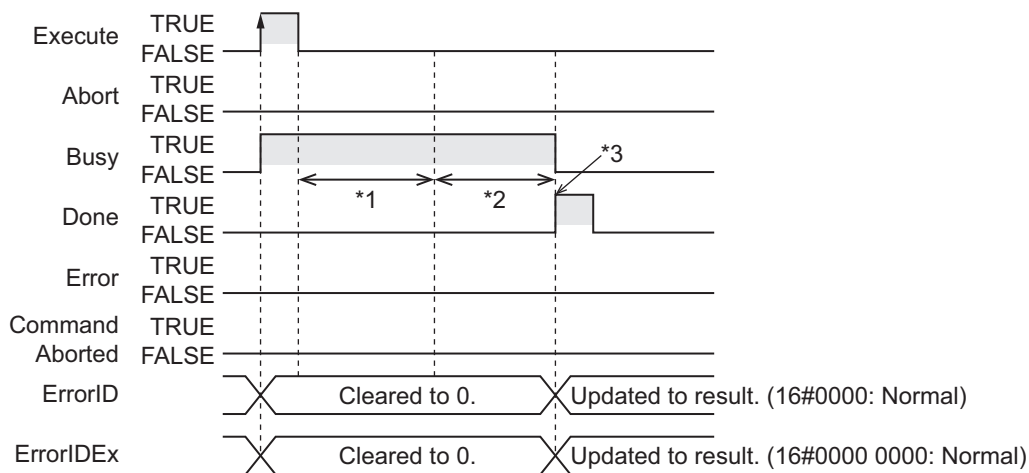 Execute TRUE
FALSE
Abort TRUE
FALSE
Busy TRUE
FALSE
*3
*1 *2
Done TRUE
FALSE
Error TRUE
FALSE
Command TRUE
Aborted FALSE
ErrorID Cleared to 0. Updated to result. (16#0000: Normal)
ErrorIDEx Cleared to 0. Updated to result. (16#0000 0000: Normal)